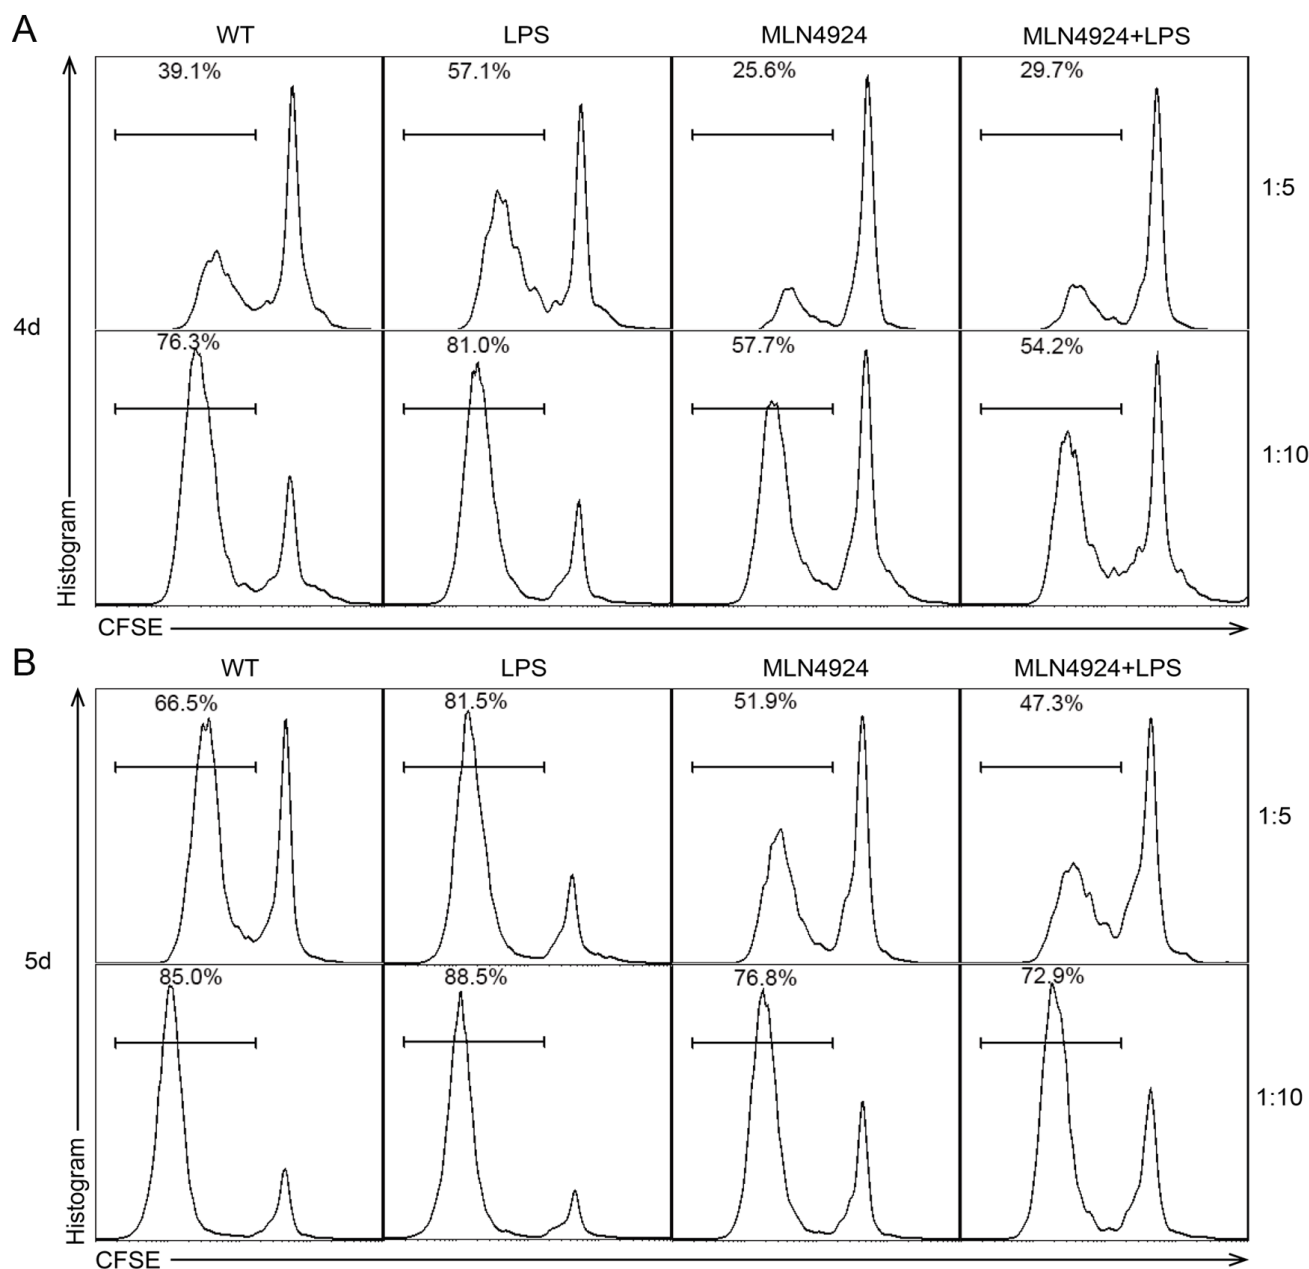 A
WT LPS MLN4924 MLN4924+LPS
39.1% 57.1% 25.6% 29.7%
1:5
4d
76.3% 81.0% 57.7% 54.2%
1:10
Histogram
CFSE
B
WT LPS MLN4924 MLN4924+LPS
66.5% 81.5% 51.9% 47.3%
1:5
5d
85.0% 88.5% 76.8% 72.9%
1:10
Histogram
CFSE